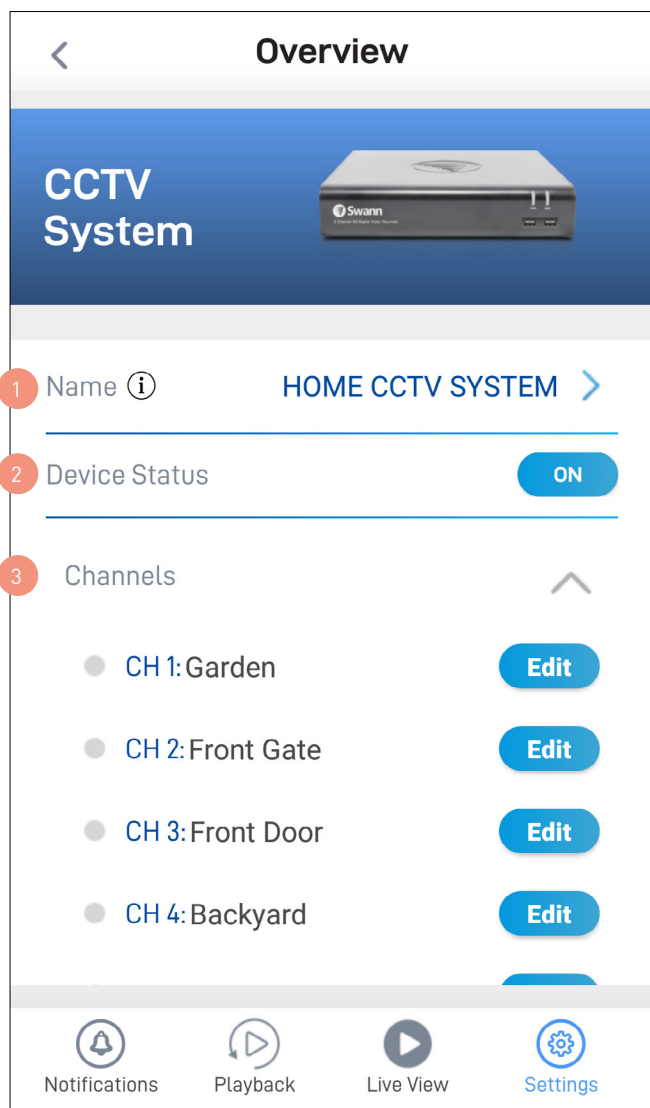 Overview
CCTV
System
Swann
1 Name i HOME CCTV SYSTEM
2 Device Status ON
3 Channels
CH 1: Garden Edit
CH 2: Front Gate Edit
CH 3: Front Door Edit
CH 4: Backyard Edit
Notifications Playback Live View Settings